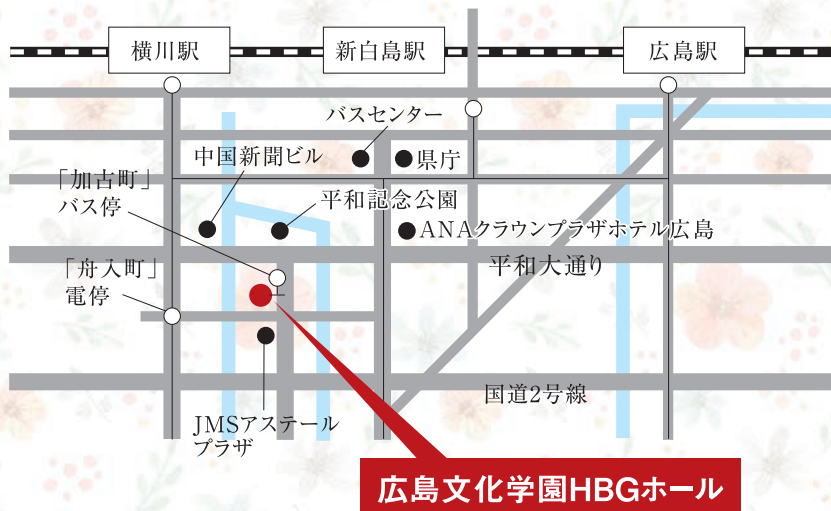 横川駅
新白島駅
広島駅
バスセンター
中国新聞ビル
県庁
「加古町」
バス停
平和記念公園
ANAクラウンプラザホテル広島
平和大通り
「舟入町」
電停
国道2号線
JMSアステール
プラザ
広島文化学園HBGホール